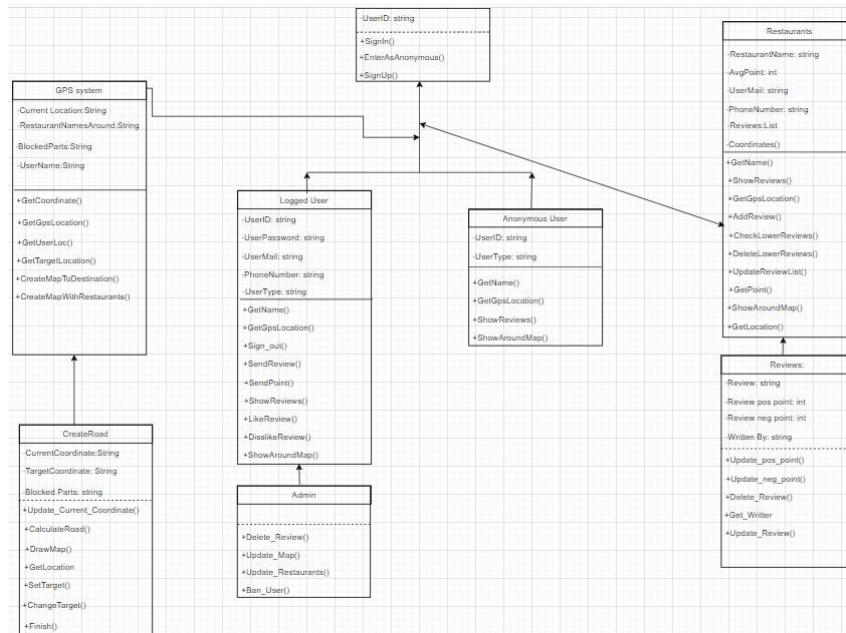 -UserID: string
+SignIn()
+EnterAsAnonymous()
+SignUp()
GPS system
-Current Location:String
-RestaurantNamesAround:String
-BlockedParts:String
-UserName:String
+GetCoordinate()
+GetGpsLocation()
+GetUserLoc()
+GetTargetLocation()
+CreateMapToDestination()
+CreateMapWithRestaurants()
CreateRoad
-CurrentCoordinate:String
-TargetCoordinate: String
-Blocked Parts: string
+Update_Current_Coordinate()
+CalculateRoad()
+DrawMap()
+GetLocation
+SetTarget()
+ChangeTarget()
+Finish()
Logged User
-UserID: string
-UserPassword: string
-UserMail: string
-PhoneNumber: string
-UserType: string
+GetName()
+GetGpsLocation()
+Sign_out()
+SendReview()
+SendPoint()
+ShowReviews()
+LikeReview()
+DisslikeReview()
+ShowAroundMap()
Admin
+Delete_Review()
+Update_Map()
+Update_Restaurants()
+Ban_User()
Anonymous User
-UserID: string
-UserType: string
+GetName()
+GetGpsLocation()
+ShowReviews()
+ShowAroundMap()
Restaurants
-RestaurantName: string
-AvgPoint: int
-UserMail: string
-PhoneNumber: string
-Reviews:List
-Coordinates()
+GetName()
+ShowReviews()
+GetGpsLocation()
+AddReview()
+CheckLowerReviews()
+DeleteLowerReviews()
+UpdateReviewList()
+GetPoint()
+ShowAroundMap()
+GetLocation()
Reviews:
-Review: string
-Review pos point: int
-Review neg point: int
-Written By: string
+Update_pos_point()
+Update_neg_point()
+Delete_Review()
+Get_Writter
+Update_Review()